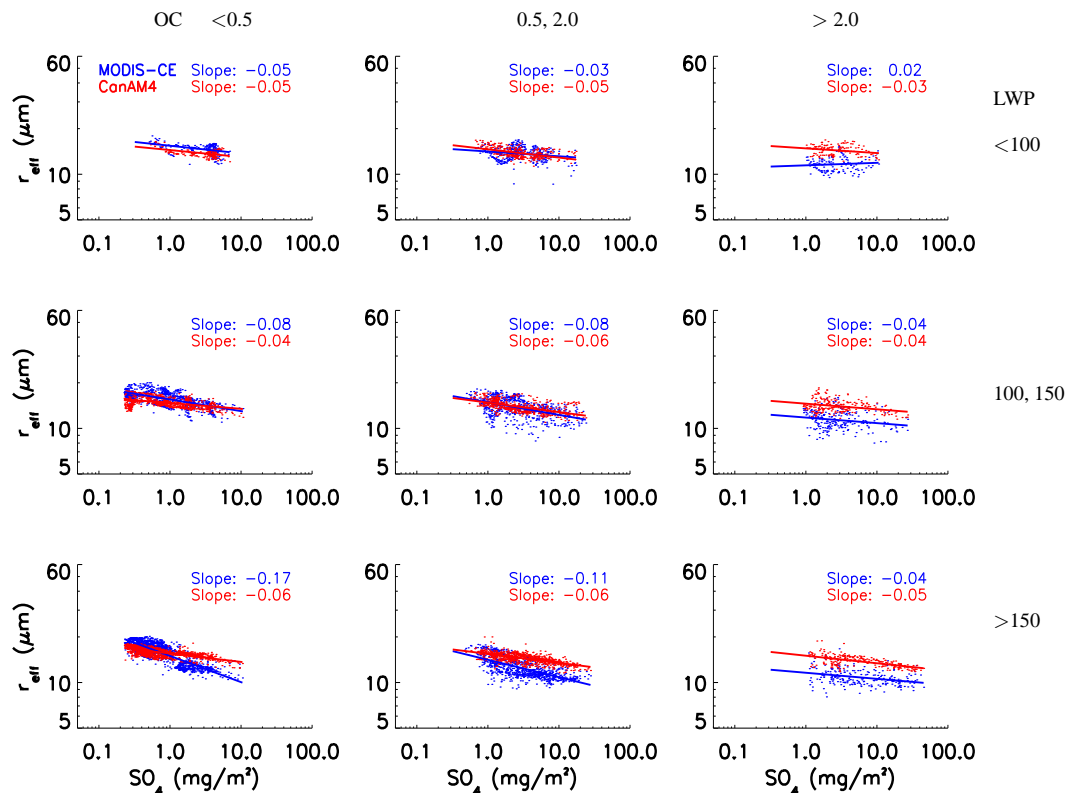 OC <0.5 0.5, 2.0 > 2.0
60 60 60
MODIS-CE Slope: -0.05 Slope: -0.03 Slope: 0.02
CanAM4 Slope: -0.05 Slope: -0.05 Slope: -0.03
LWP
r_eff (μm)
<100
10 10 10
5 5 5
0.1 1.0 10.0 100.0 0.1 1.0 10.0 100.0 0.1 1.0 10.0 100.0
60 60 60
Slope: -0.08 Slope: -0.08 Slope: -0.04
Slope: -0.04 Slope: -0.06 Slope: -0.04
r_eff (μm)
100, 150
10 10 10
5 5 5
0.1 1.0 10.0 100.0 0.1 1.0 10.0 100.0 0.1 1.0 10.0 100.0
60 60 60
Slope: -0.17 Slope: -0.11 Slope: -0.04
Slope: -0.06 Slope: -0.06 Slope: -0.05
r_eff (μm)
>150
10 10 10
5 5 5
0.1 1.0 10.0 100.0 0.1 1.0 10.0 100.0 0.1 1.0 10.0 100.0
SO₄ (mg/m²) SO₄ (mg/m²) SO₄ (mg/m²)